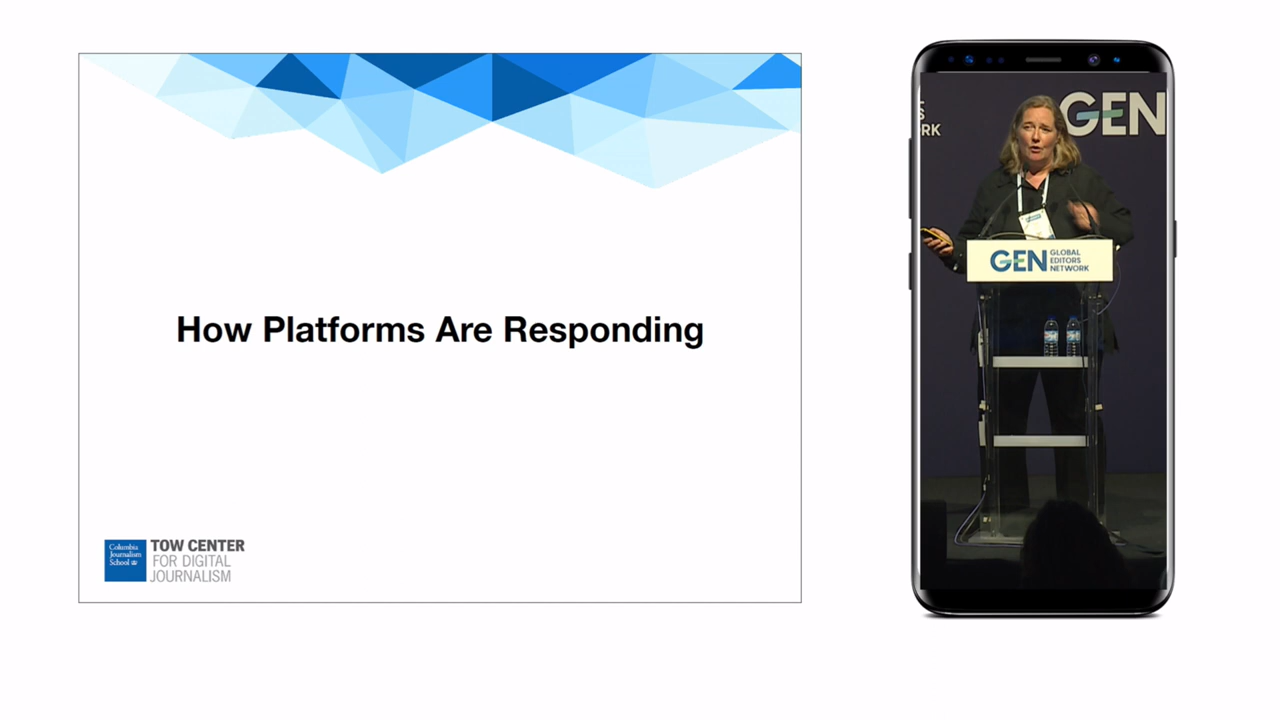 How Platforms Are Responding
Columbia
Journalism
School
TOW CENTER
FOR DIGITAL
JOURNALISM
RK
GEN
GEN
GLOBAL
EDITORS
NETWORK